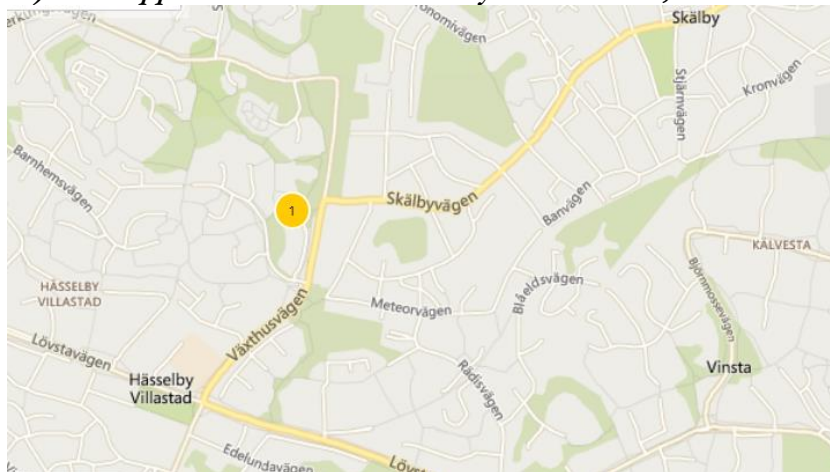 Skälby
Stjärnvägen
Kronvägen
Barnhemsvägen
1
Skälbyvägen
Banvägen
KÄLVESTA
Björnmossevägen
Blåeldsvägen
HÄSSELBY
VILLASTAD
Meteorvägen
Växthusvägen
Lövstavägen
Rädisvägen
Vinsta
Hässelby
Villastad
Edelundavägen